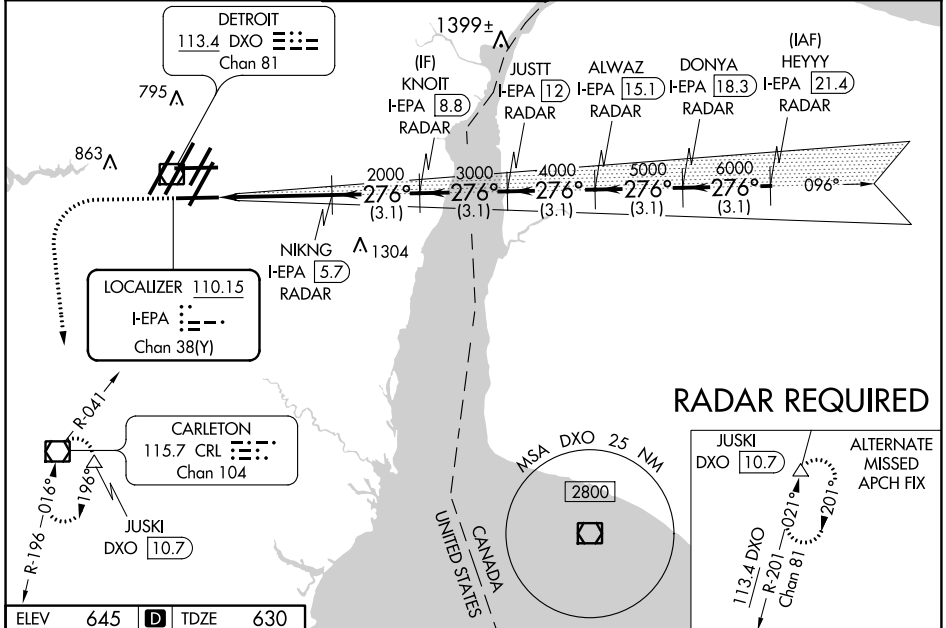 DETROIT
113.4 DXO
Chan 81
1399±
795
863
(IF)
KNOIT
I-EPA 8.8
RADAR
JUSTT
I-EPA 12
RADAR
ALWAZ
I-EPA 15.1
RADAR
DONYA
I-EPA 18.3
RADAR
(IAF)
HEYYY
I-EPA 21.4
RADAR
2000
276°
3000
276°
(3.1)
4000
276°
(3.1)
5000
276°
(3.1)
6000
276°
(3.1)
096°
(3.1)
NIKNG
I-EPA 5.7
RADAR
1304
LOCALIZER 110.15
I-EPA
Chan 38(Y)
R-041
CARLETON
115.7 CRL
Chan 104
016°
196°
R-196
JUSKI
DXO 10.7
MSA DXO 25 NM
2800
CANADA
UNITED STATES
RADAR REQUIRED
JUSKI
DXO 10.7
ALTERNATE
MISSED
APCH FIX
021°
201°
113.4 DXO
R-201
Chan 81
ELEV 645 D TDZE 630